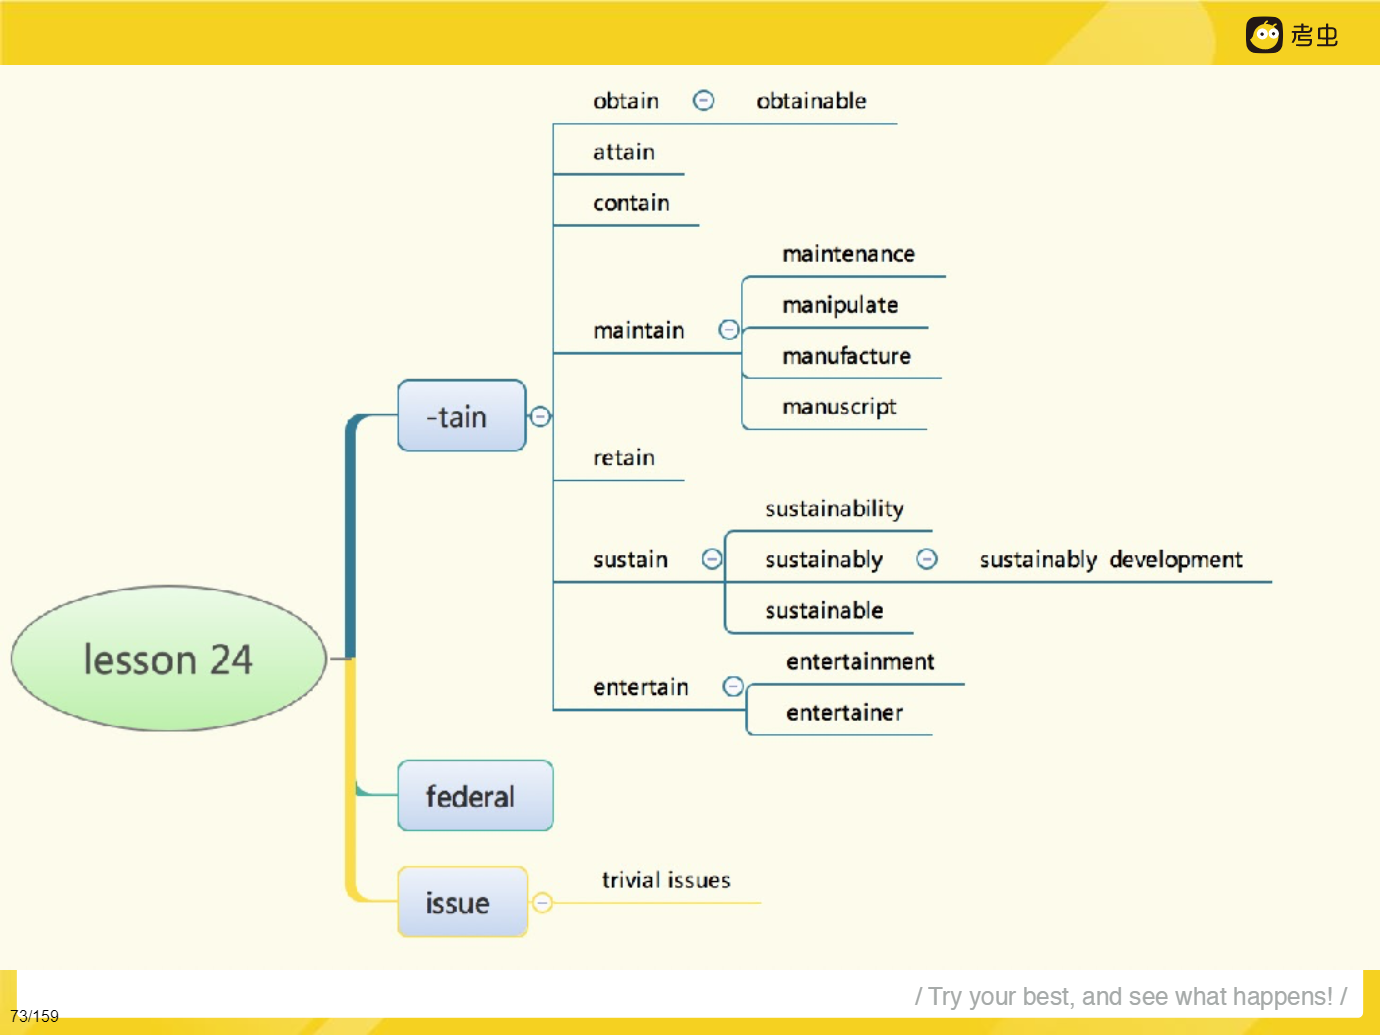 考虫
obtain obtainable
attain
contain
maintenance
manipulate
maintain
manufacture
manuscript
-tain
retain
sustainability
sustain sustainably sustainably development
sustainable
entertainment
entertain
entertainer
lesson 24
federal
trivial issues
issue
/ Try your best, and see what happens! /
73/159